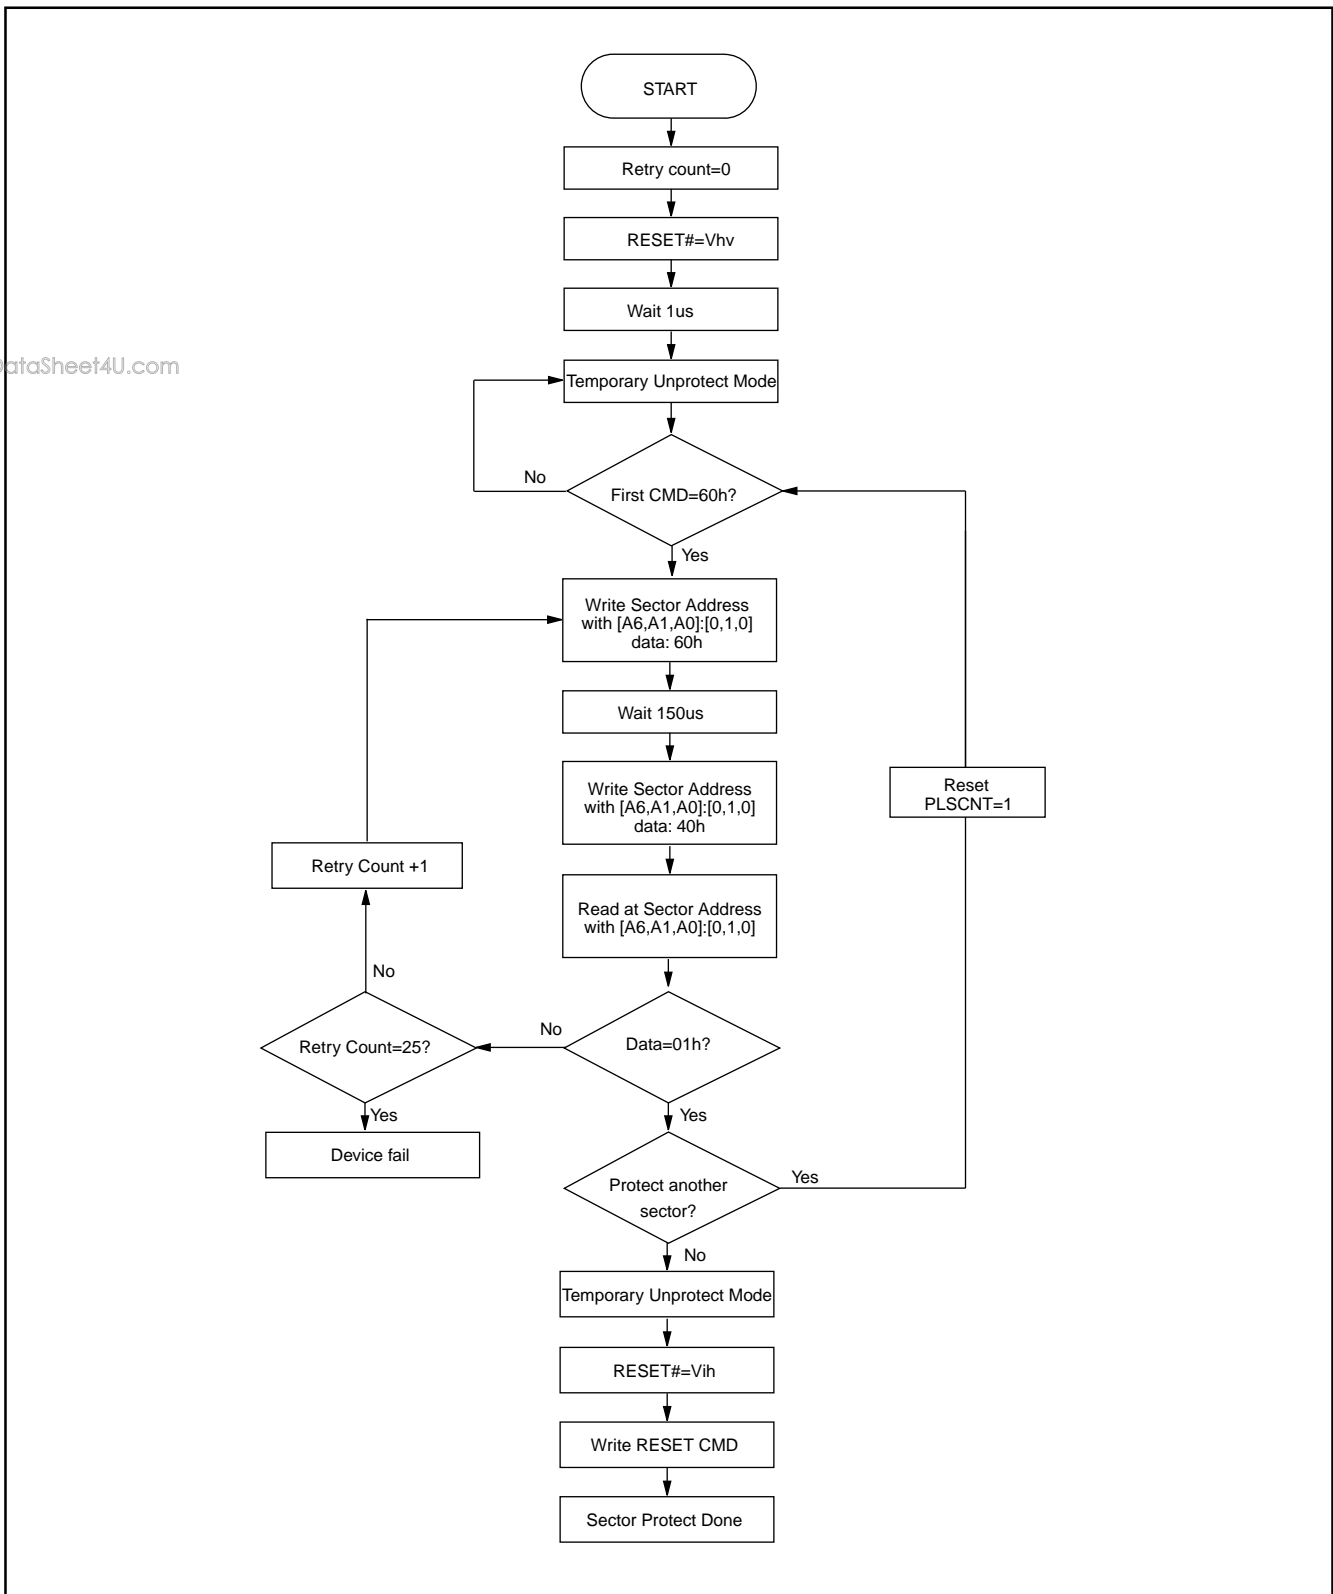 START
Retry count=0
RESET#=Vhv
Wait 1us
ataSheet4U.com
Temporary Unprotect Mode
No
First CMD=60h?
Yes
Write Sector Address
with [A6,A1,A0]:[0,1,0]
data: 60h
Wait 150us
Write Sector Address
with [A6,A1,A0]:[0,1,0]
data: 40h
Reset
PLSCNT=1
Retry Count +1
Read at Sector Address
with [A6,A1,A0]:[0,1,0]
No
No
Retry Count=25?
Data=01h?
Yes
Yes
Device fail
Protect another
sector?
Yes
No
Temporary Unprotect Mode
RESET#=Vih
Write RESET CMD
Sector Protect Done